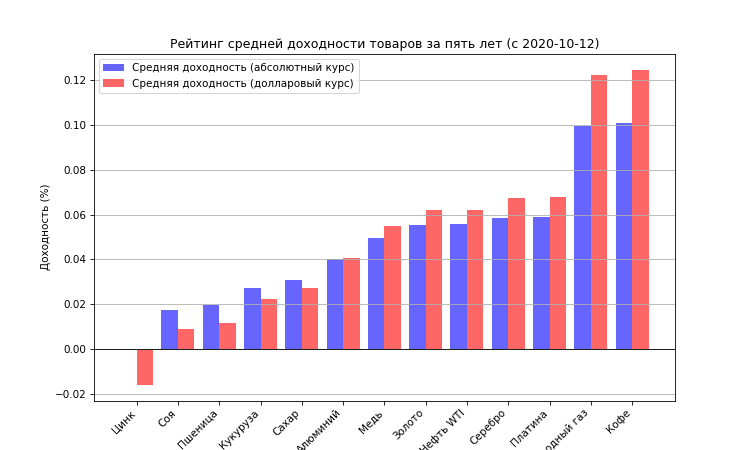 Рейтинг средней доходности товаров за пять лет (с 2020-10-12)
Средняя доходность (абсолютный курс)
Средняя доходность (долларовый курс)
Доходность (%)
0.12
0.10
0.08
0.06
0.04
0.02
0.00
−0.02
Цинк
Соя
Пшеница
Кукуруза
Сахар
Алюминий
Медь
Золото
Нефть WTI
Серебро
Платина
одный газ
Кофе